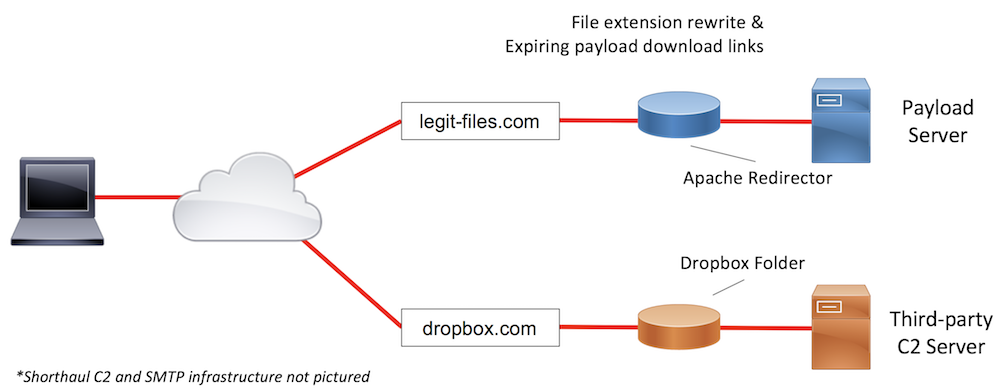 File extension rewrite &
Expiring payload download links
legit-files.com
Payload
Server
Apache Redirector
Dropbox Folder
dropbox.com
Third-party
C2 Server
*Shorthaul C2 and SMTP infrastructure not pictured